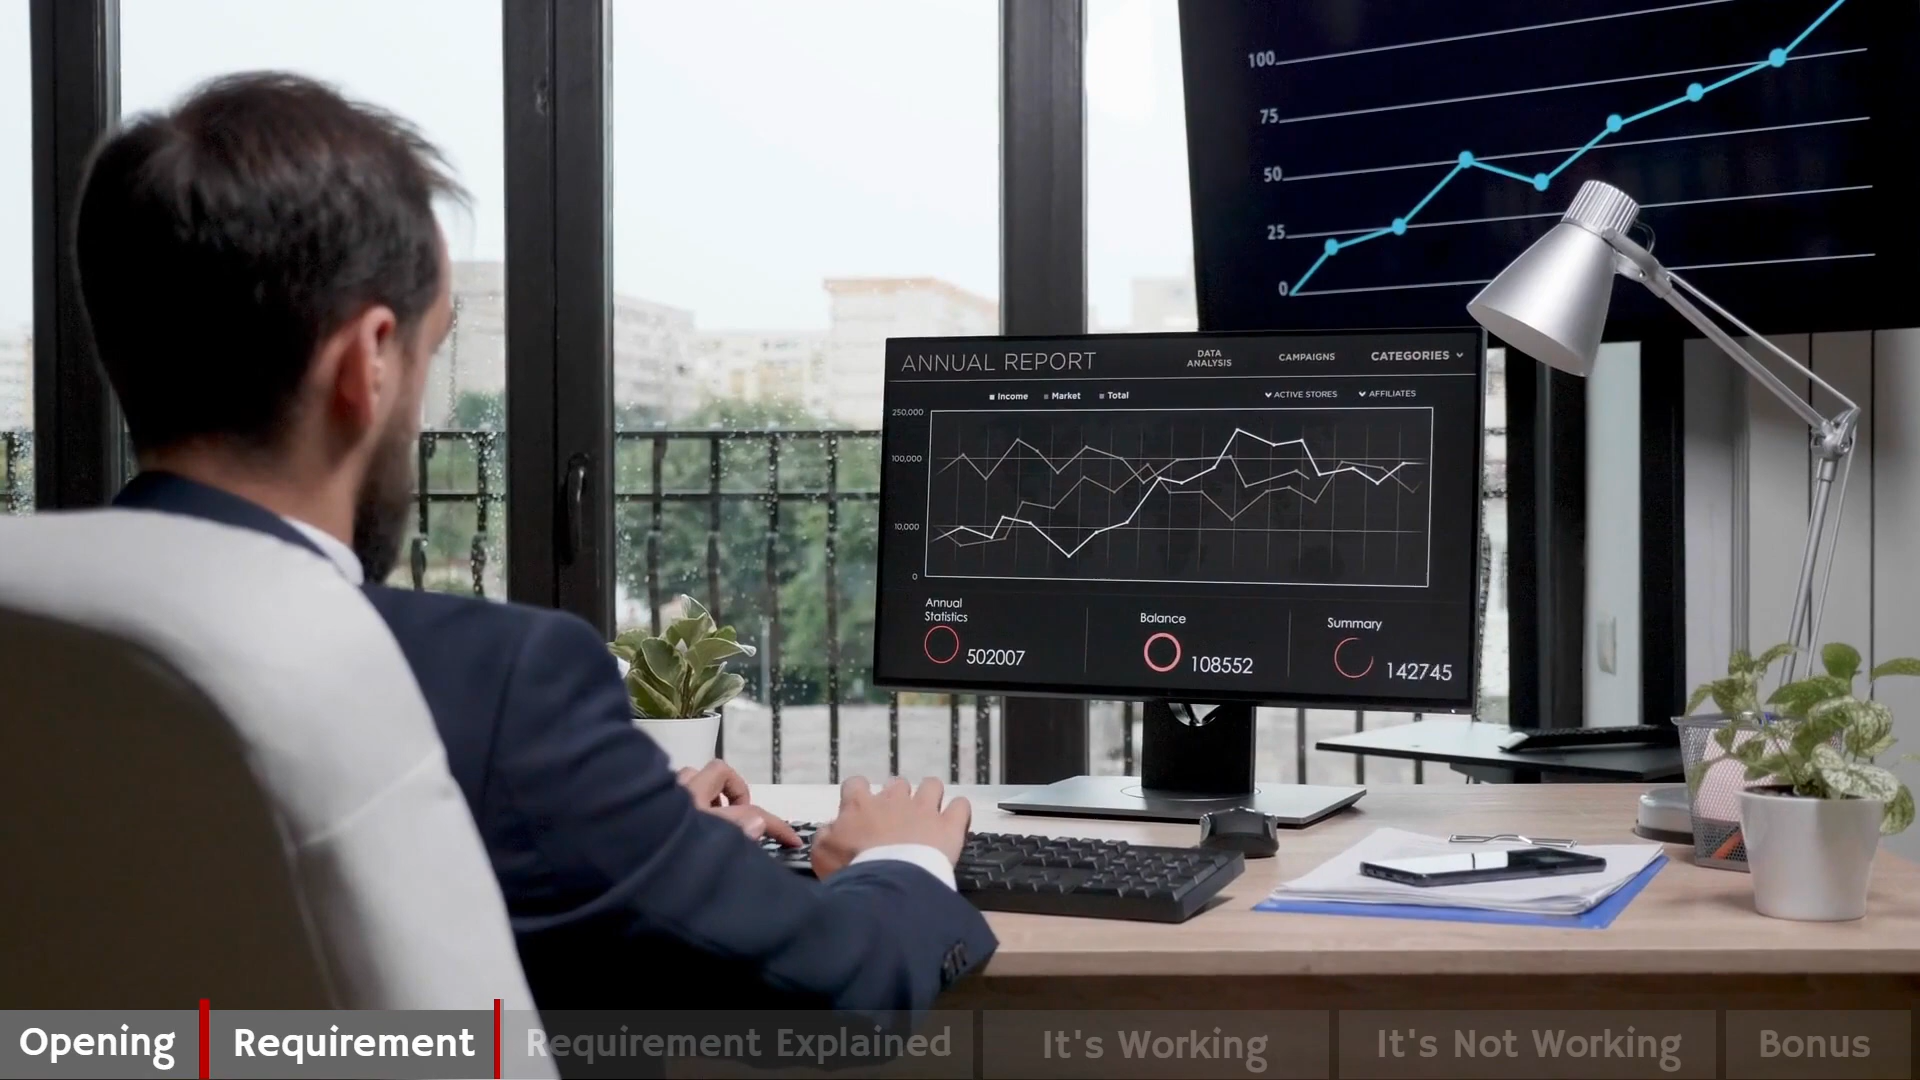 100
75
50
25
0
ANNUAL REPORT
DATA
ANALYSIS
CAMPAIGNS
CATEGORIES
Income
Market
Total
ACTIVE STORES
AFFILIATES
250,000
100,000
10,000
0
Annual
Statistics
502007
Balance
108552
Summary
142745
Opening
Requirement
Requirement Explained
It's Working
It's Not Working
Bonus